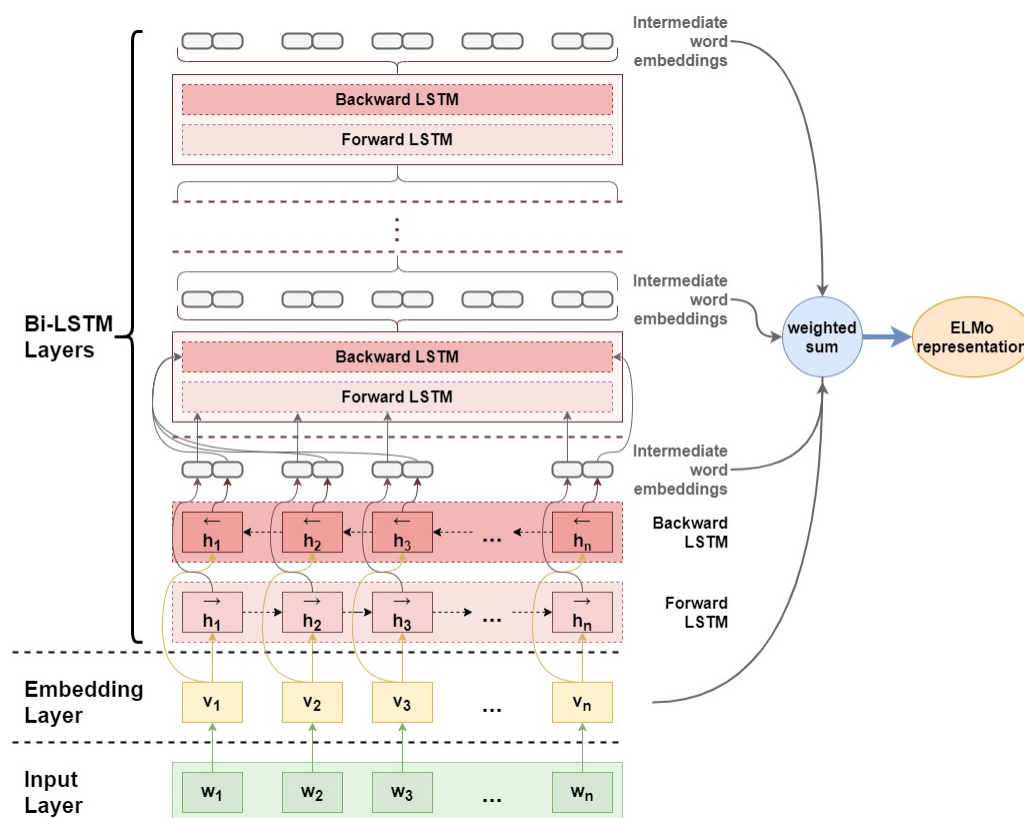 Intermediate
word
embeddings
Backward LSTM
Forward LSTM
⋮
Intermediate
word
embeddings
Bi-LSTM
Layers
Backward LSTM
Forward LSTM
weighted
sum
ELMo
representation
Intermediate
word
embeddings
← h1 ← h2 ← h3 ... ← hn
Backward
LSTM
→ h1 → h2 → h3 ... → hn
Forward
LSTM
Embedding
Layer
v1 v2 v3 ... vn
Input
Layer
w1 w2 w3 ... wn